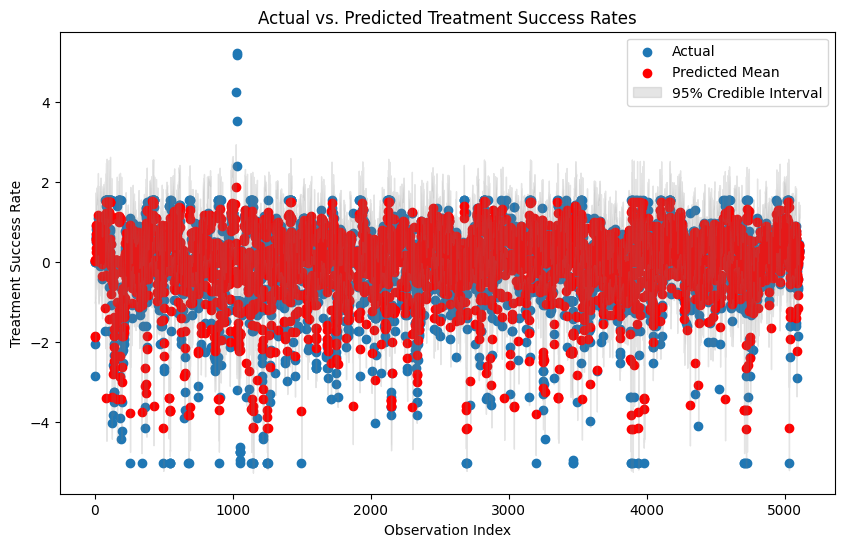 Actual vs. Predicted Treatment Success Rates
Actual
Predicted Mean
95% Credible Interval
Treatment Success Rate
4
2
0
−2
−4
0
1000
2000
3000
4000
5000
Observation Index